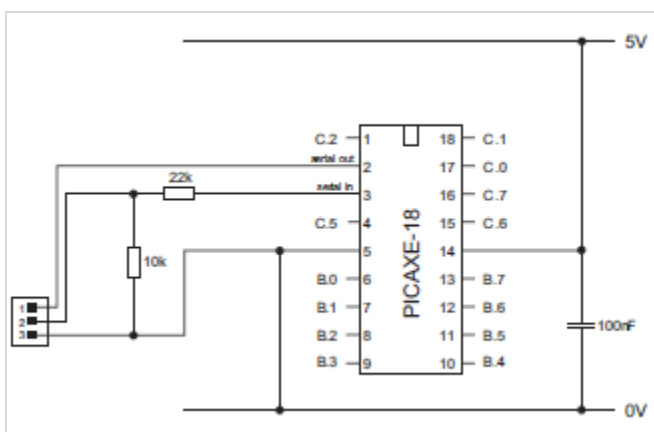 5V
C.2 1 18 C.1
serial out 2 17 C.0
22k serial in 3 16 C.7
C.5 4 15 C.6
10k 5 14
B.0 6 13 B.7
B.1 7 12 B.6
B.2 8 11 B.5
B.3 9 10 B.4
PICAXE-18
1
2
3
100nF
0V